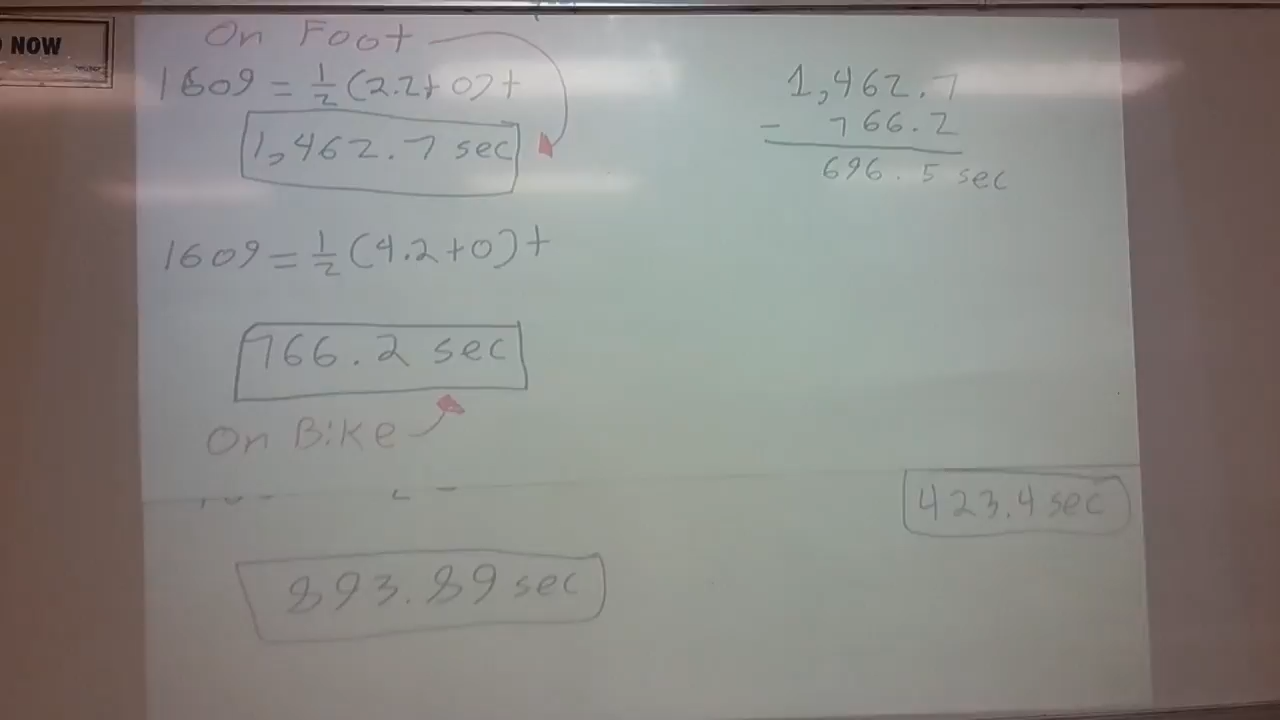 NOW
On Foot
1609 = 1/2 (2.2+0)t
1,462.7 sec
1609 = 1/2 (4.2+0)t
766.2 sec
On Bike
893.89 sec
1,462.7
- 766.2
696.5 sec
423.4 sec